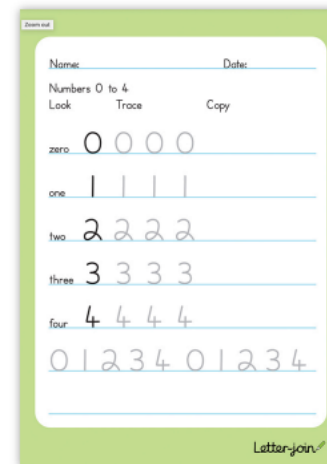 Zoom out
Name: Date:
Numbers 0 to 4
Look Trace Copy
zero 0 0 0 0
one 1 1 1 1
two 2 2 2 2
three 3 3 3 3
four 4 4 4 4
0 1 2 3 4 0 1 2 3 4
Letter-join